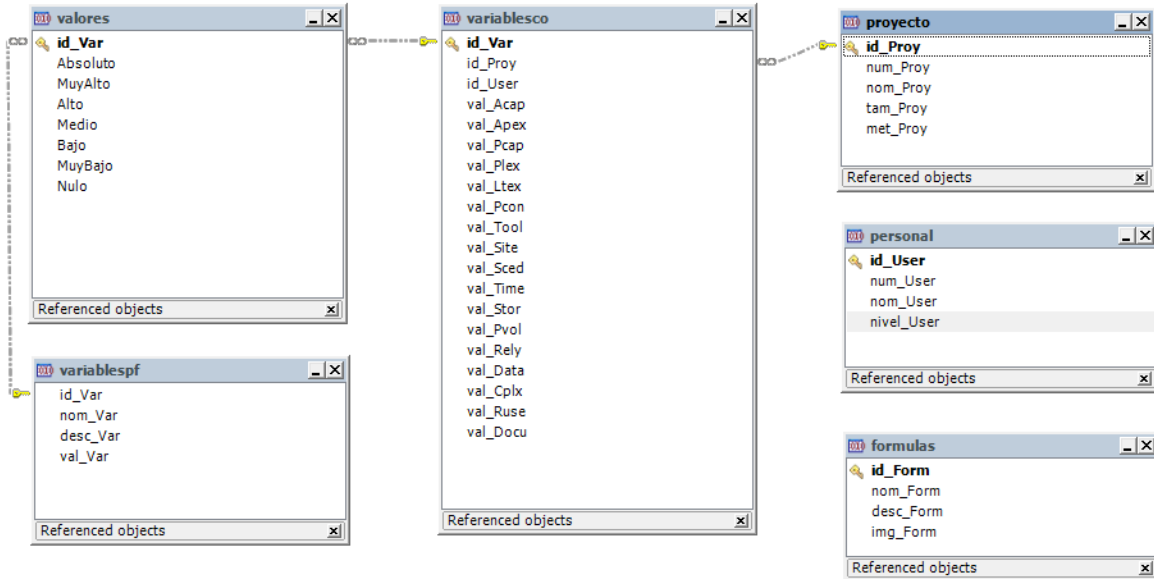 valores
id_Var
Absoluto
MuyAlto
Alto
Medio
Bajo
MuyBajo
Nulo
Referenced objects
variablespf
id_Var
nom_Var
desc_Var
val_Var
Referenced objects
variablesco
id_Var
id_Proy
id_User
val_Acap
val_Apex
val_Pcap
val_Plex
val_Ltex
val_Pcon
val_Tool
val_Site
val_Sced
val_Time
val_Stor
val_Pvol
val_Rely
val_Data
val_Cplx
val_Ruse
val_Docu
Referenced objects
proyecto
id_Proy
num_Proy
nom_Proy
tam_Proy
met_Proy
Referenced objects
personal
id_User
num_User
nom_User
nivel_User
Referenced objects
formulas
id_Form
nom_Form
desc_Form
img_Form
Referenced objects